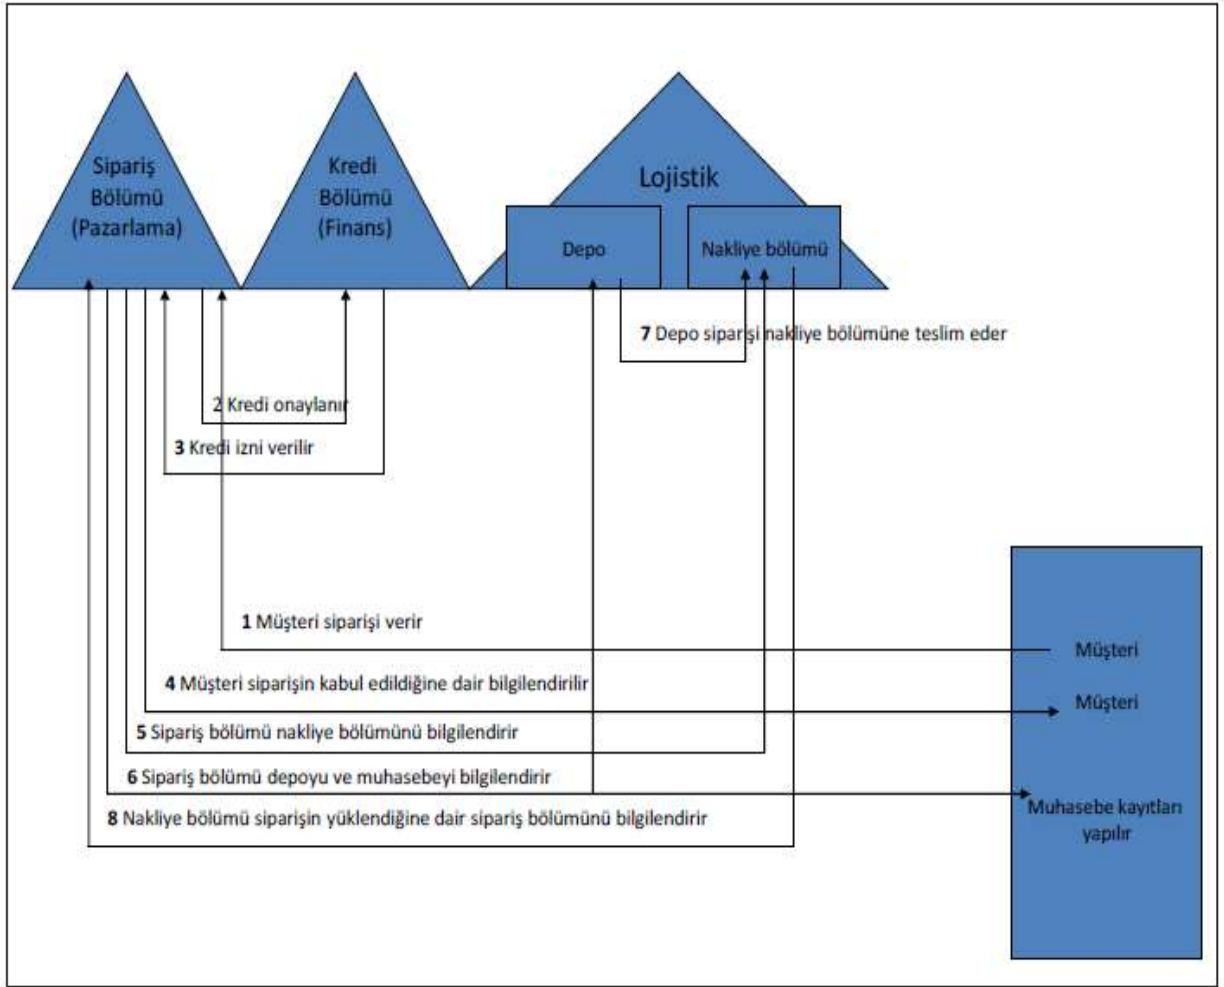 Sipariş
Bölümü
(Pazarlama)
Kredi
Bölümü
(Finans)
Lojistik
Depo
Nakliye bölümü
7 Depo siparişi nakliye bölümüne teslim eder
2 Kredi onaylanır
3 Kredi izni verilir
1 Müşteri siparişi verir
Müşteri
4 Müşteri siparişin kabul edildiğine dair bilgilendirilir
Müşteri
5 Sipariş bölümü nakliye bölümünü bilgilendirir
6 Sipariş bölümü depoyu ve muhasebeyi bilgilendirir
Muhasebe kayıtları
yapılır
8 Nakliye bölümü siparişin yüklendiğine dair sipariş bölümünü bilgilendirir